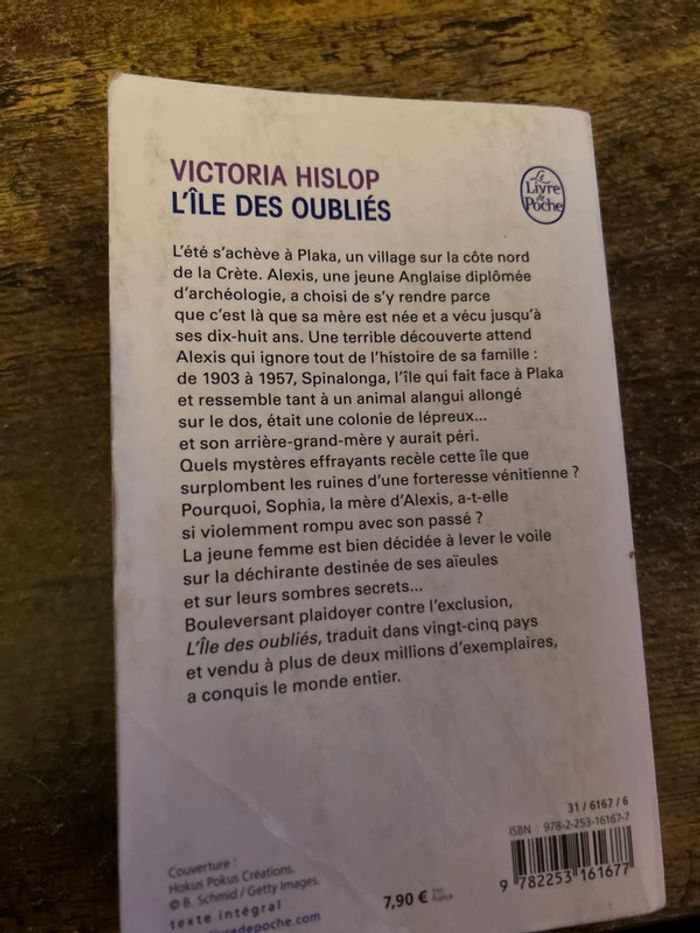 VICTORIA HISLOP
L'ÎLE DES OUBLIÉS
Le
Livre
de
Poche
L'été s'achève à Plaka, un village sur la côte nord
de la Crète. Alexis, une jeune Anglaise diplômée
d'archéologie, a choisi de s'y rendre parce
que c'est là que sa mère est née et a vécu jusqu'à
ses dix-huit ans. Une terrible découverte attend
Alexis qui ignore tout de l'histoire de sa famille :
de 1903 à 1957, Spinalonga, l'île qui fait face à Plaka
et ressemble tant à un animal alangui allongé
sur le dos, était une colonie de lépreux...
et son arrière-grand-mère y aurait péri.
Quels mystères effrayants recèle cette île que
surplombent les ruines d'une forteresse vénitienne ?
Pourquoi, Sophia, la mère d'Alexis, a-t-elle
si violemment rompu avec son passé ?
La jeune femme est bien décidée à lever le voile
sur la déchirante destinée de ses aïeules
et sur leurs sombres secrets...
Bouleversant plaidoyer contre l'exclusion,
L'Île des oubliés, traduit dans vingt-cinq pays
et vendu à plus de deux millions d'exemplaires,
a conquis le monde entier.
Couverture :
Hokus Pokus Créations.
© B. Schmid / Getty Images.
texte intégral
livredepoche.com
7,90 € TTC
France
31 / 6167 / 6
ISBN : 978-2-253-16167-7
9 782253 161677